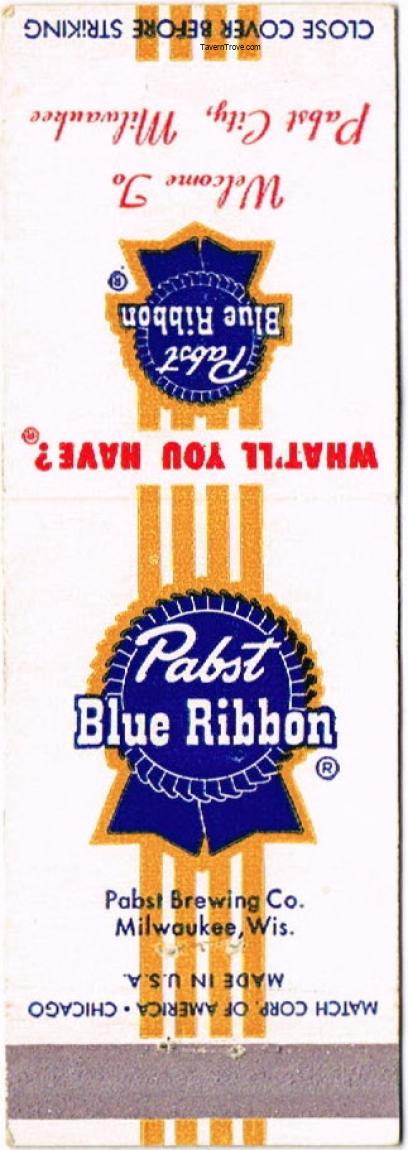 CLOSE COVER BEFORE STRIKING
TavernTrove.com
Welcome To
Pabst City, Milwaukee
Pabst
Blue Ribbon
®
WHAT'LL YOU HAVE?
®
Pabst
Blue Ribbon
®
Pabst Brewing Co.
Milwaukee, Wis.
MATCH CORP. OF AMERICA • CHICAGO
MADE IN U.S.A.